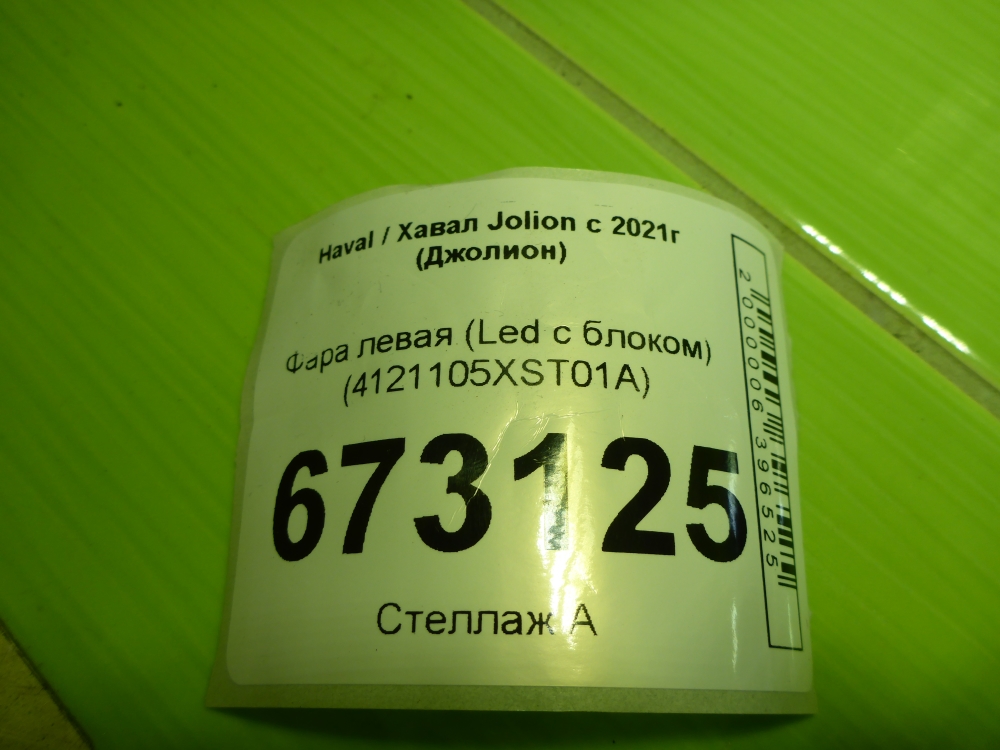 Haval / Хавал Jolion с 2021г
(Джолион)
Фара левая (Led с блоком)
(4121105XST01A)
673125
Стеллаж А
2000006396525